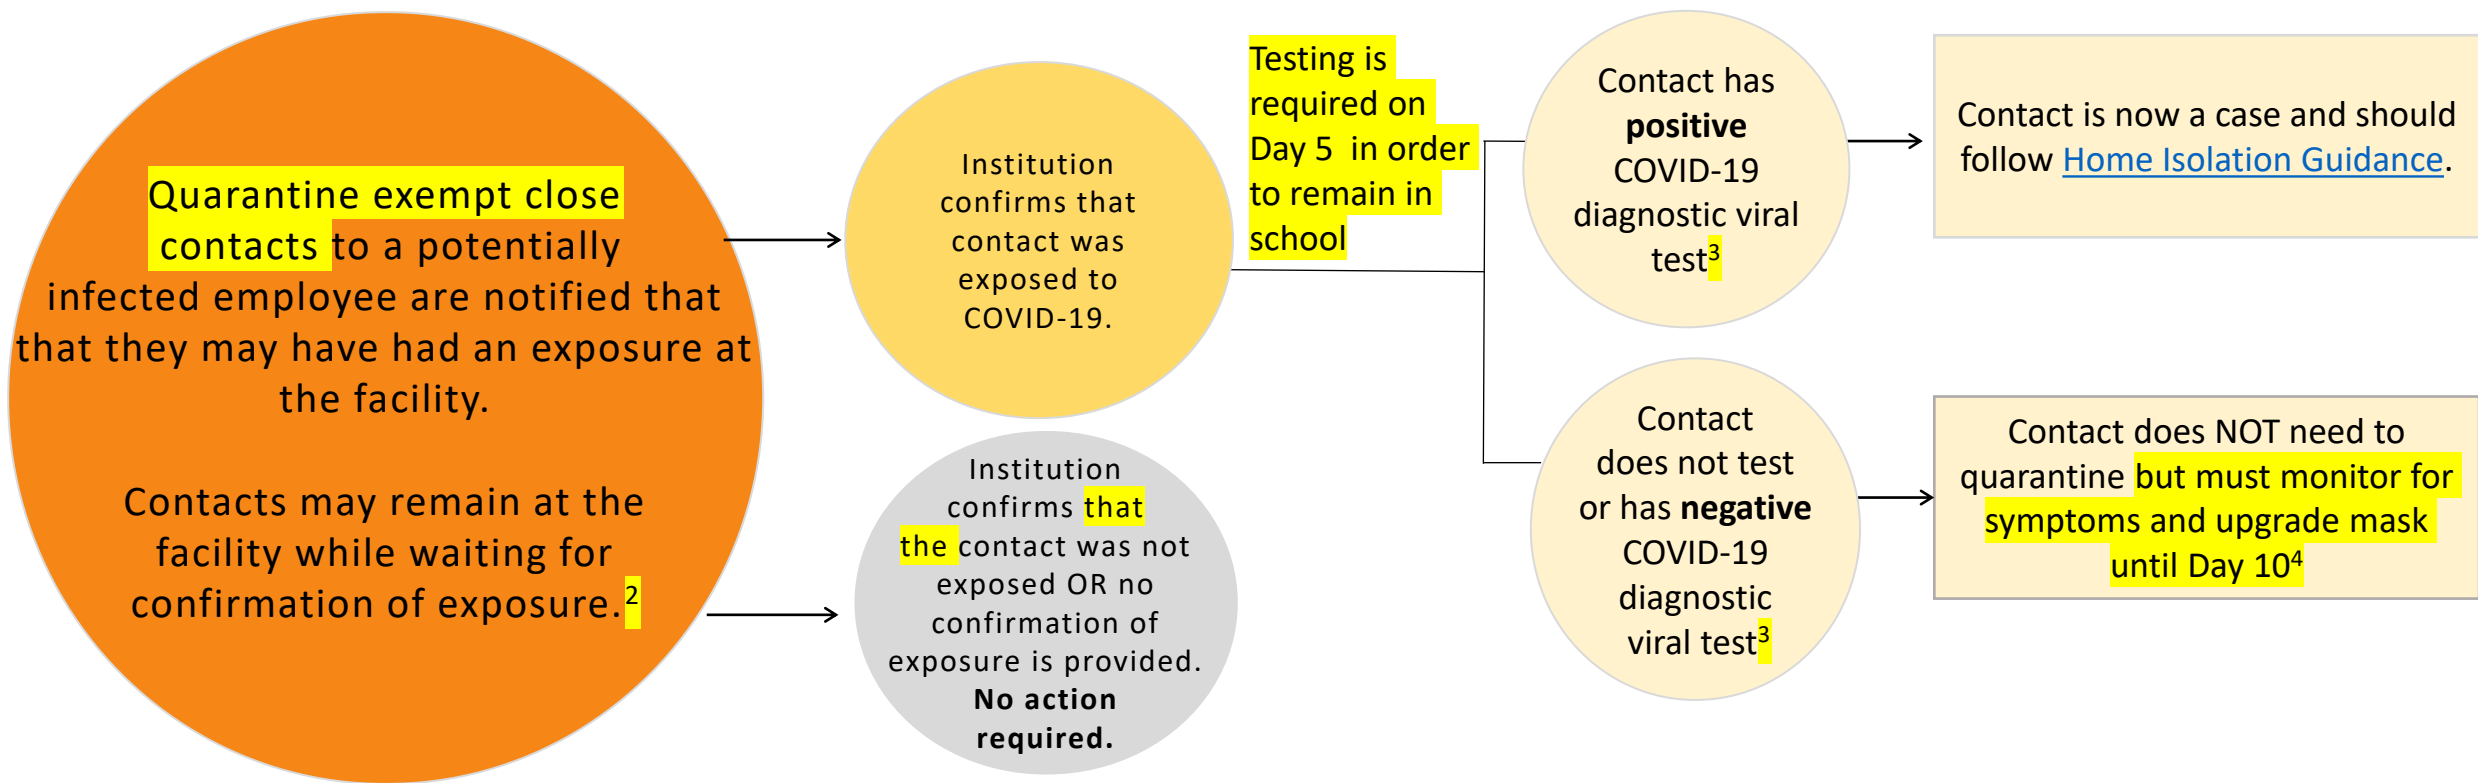 Quarantine exempt close
contacts to a potentially
infected employee are notified that
that they may have had an exposure at
the facility.
Contacts may remain at the
facility while waiting for
confirmation of exposure.2
Institution
confirms that
contact was
exposed to
COVID-19.
Institution
confirms that
the contact was not
exposed OR no
confirmation of
exposure is provided.
No action
required.
Testing is
required on
Day 5 in order
to remain in
school
Contact has
positive
COVID-19
diagnostic viral
test3
Contact is now a case and should
follow Home Isolation Guidance.
Contact
does not test
or has negative
COVID-19
diagnostic
viral test3
Contact does NOT need to
quarantine but must monitor for
symptoms and upgrade mask
until Day 104